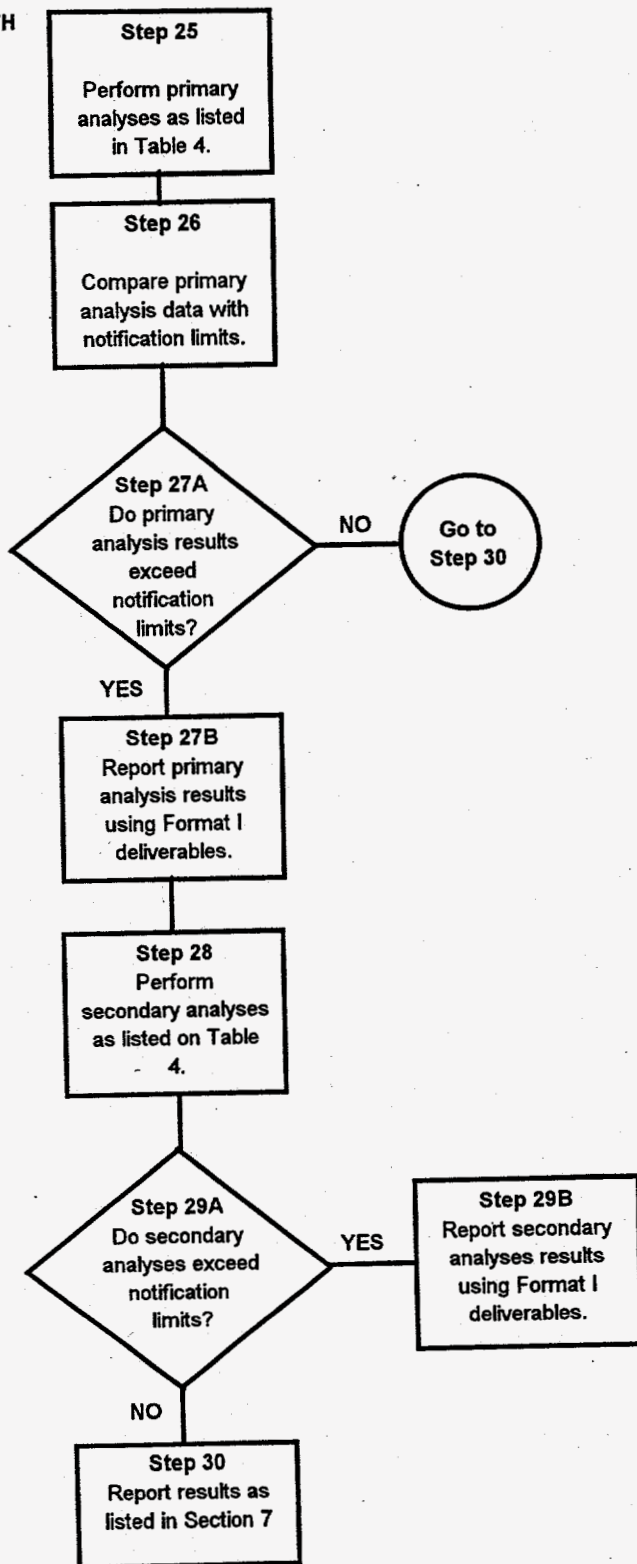 Step 25
Perform primary
analyses as listed
in Table 4.
Step 26
Compare primary
analysis data with
notification limits.
Step 27A
Do primary
analysis results
exceed
notification
limits?
NO
Go to
Step 30
YES
Step 27B
Report primary
analysis results
using Format I
deliverables.
Step 28
Perform
secondary analyses
as listed on Table
4.
Step 29A
Do secondary
analyses exceed
notification
limits?
YES
Step 29B
Report secondary
analyses results
using Format I
deliverables.
NO
Step 30
Report results as
listed in Section 7